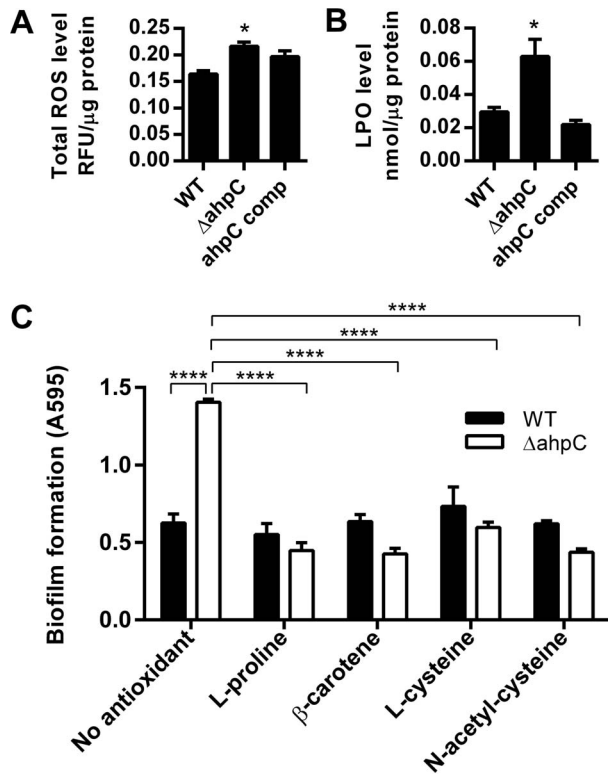 A
Total ROS level
RFU/µg protein
0.25
0.20
0.15
0.10
0.05
0.00
*
WT
ΔahpC
ahpC comp
B
LPO level
nmol/µg protein
0.08
0.06
0.04
0.02
0.00
*
WT
ΔahpC
ahpC comp
C
Biofilm formation (A595)
1.5
1.0
0.5
0.0
****
****
****
****
****
WT
ΔahpC
No antioxidant
L-proline
β-carotene
L-cysteine
N-acetyl-cysteine